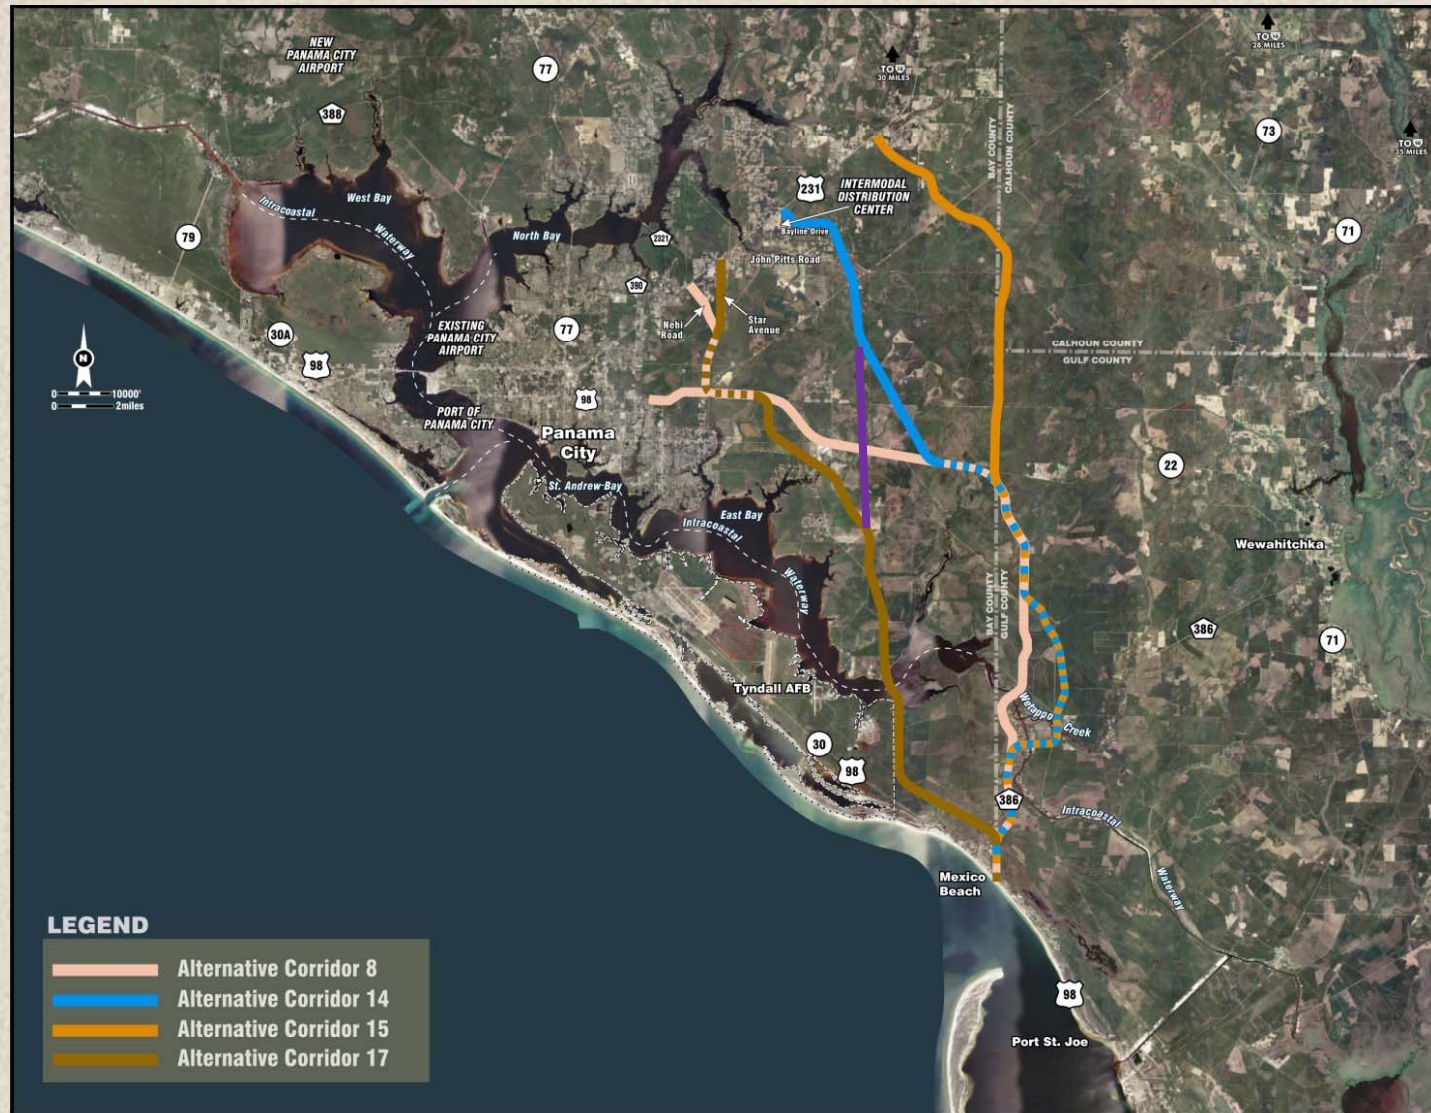 NEW
PANAMA CITY
AIRPORT
77
TO 10
30 MILES
TO 10
28 MILES
388
73
TO 10
35 MILES
BAY COUNTY
CALHOUN COUNTY
West Bay
Intracoastal
Waterway
231
INTERMODAL
DISTRIBUTION
CENTER
Bayline Drive
79
North Bay
2321
71
John Pitts Road
390
Nehi
Road
Star
Avenue
30A
98
EXISTING
PANAMA CITY
AIRPORT
77
CALHOUN COUNTY
GULF COUNTY
N
0 10000'
0 2miles
98
PORT OF
PANAMA CITY
Panama
City
22
St. Andrew Bay
East Bay
Intracoastal
Waterway
Wewahitchka
BAY COUNTY
GULF COUNTY
386
71
Tyndall AFB
Wetappo
Creek
30
98
386
Intracoastal
Waterway
Mexico
Beach
98
Port St. Joe
LEGEND
Alternative Corridor 8
Alternative Corridor 14
Alternative Corridor 15
Alternative Corridor 17